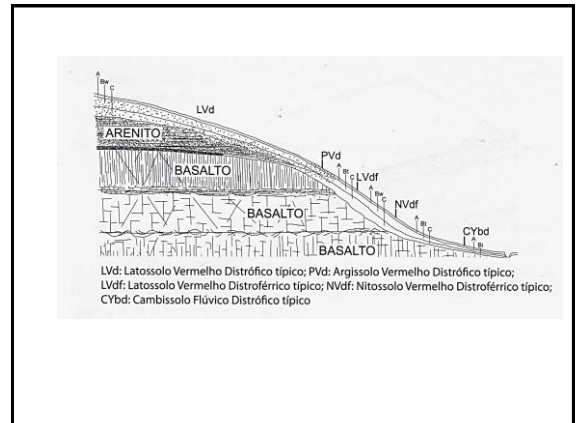 A
Bw
C
LVd
ARENITO
BASALTO
PVd
A
Bt
C
LVdf
A
Bw
C
NVdf
BASALTO
A
Bt
C
CYbd
A
Bi
BASALTO
LVd: Latossolo Vermelho Distrófico típico; PVd: Argissolo Vermelho Distrófico típico;
LVdf: Latossolo Vermelho Distroférrico típico; NVdf: Nitossolo Vermelho Distroférrico típico;
CYbd: Cambissolo Flúvico Distrófico típico